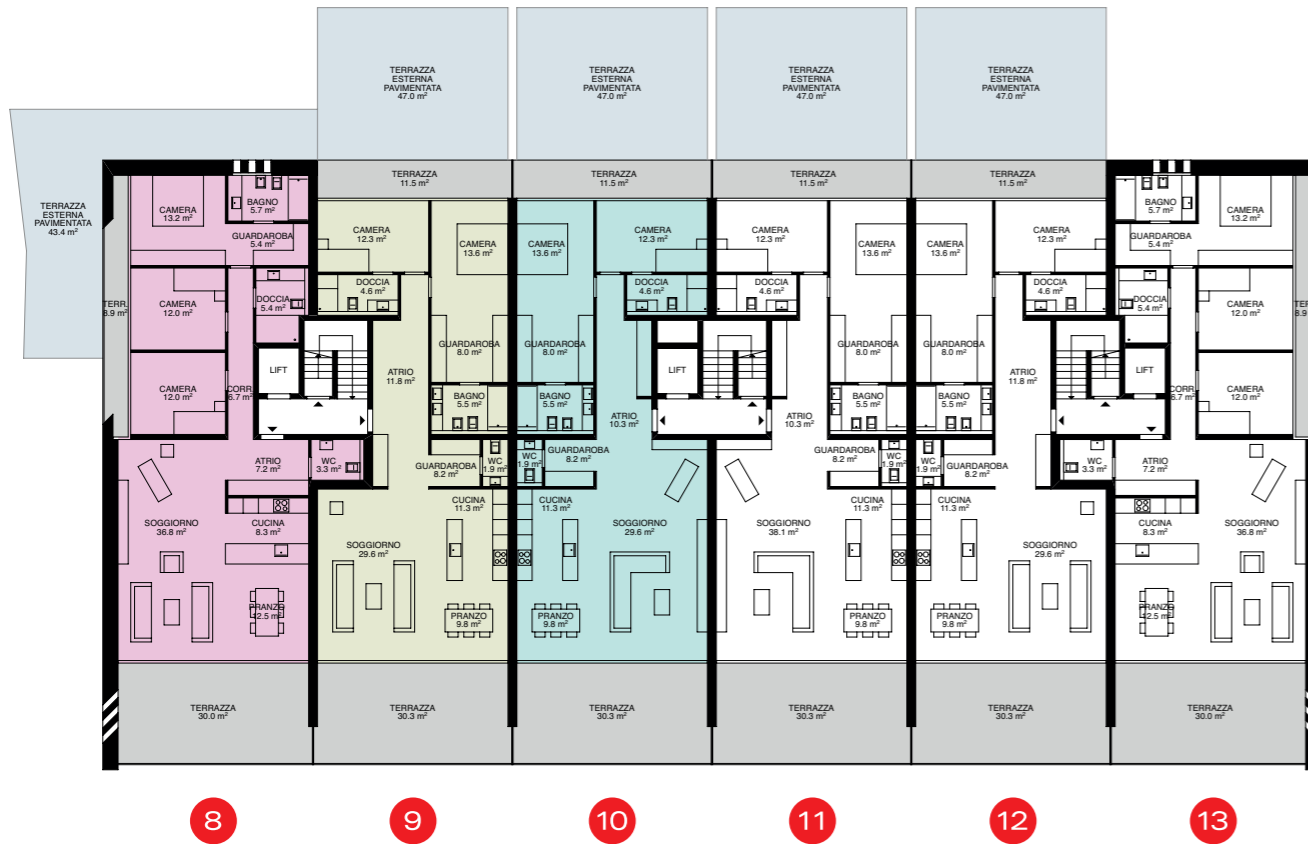 TERRAZZA
ESTERNA
PAVIMENTATA
47.0 m²
TERRAZZA
ESTERNA
PAVIMENTATA
47.0 m²
TERRAZZA
ESTERNA
PAVIMENTATA
47.0 m²
TERRAZZA
ESTERNA
PAVIMENTATA
47.0 m²
TERRAZZA
ESTERNA
PAVIMENTATA
43.4 m²
TERR.
8.9 m²
CAMERA
13.2 m²
BAGNO
5.7 m²
GUARDAROBA
5.4 m²
CAMERA
12.0 m²
DOCCIA
5.4 m²
CAMERA
12.0 m²
CORR.
6.7 m²
LIFT
ATRIO
7.2 m²
WC
3.3 m²
SOGGIORNO
36.8 m²
CUCINA
8.3 m²
PRANZO
12.5 m²
TERRAZZA
30.0 m²
TERRAZZA
11.5 m²
CAMERA
12.3 m²
CAMERA
13.6 m²
DOCCIA
4.6 m²
GUARDAROBA
8.0 m²
ATRIO
11.8 m²
BAGNO
5.5 m²
GUARDAROBA
8.2 m²
WC
1.9 m²
CUCINA
11.3 m²
SOGGIORNO
29.6 m²
PRANZO
9.8 m²
TERRAZZA
30.3 m²
TERRAZZA
11.5 m²
CAMERA
13.6 m²
CAMERA
12.3 m²
DOCCIA
4.6 m²
GUARDAROBA
8.0 m²
LIFT
BAGNO
5.5 m²
ATRIO
10.3 m²
WC
1.9 m²
GUARDAROBA
8.2 m²
CUCINA
11.3 m²
SOGGIORNO
29.6 m²
PRANZO
9.8 m²
TERRAZZA
30.3 m²
TERRAZZA
11.5 m²
CAMERA
12.3 m²
CAMERA
13.6 m²
DOCCIA
4.6 m²
GUARDAROBA
8.0 m²
BAGNO
5.5 m²
ATRIO
10.3 m²
GUARDAROBA
8.2 m²
WC
1.9 m²
CUCINA
11.3 m²
SOGGIORNO
38.1 m²
PRANZO
9.8 m²
TERRAZZA
30.3 m²
TERRAZZA
11.5 m²
CAMERA
13.6 m²
CAMERA
12.3 m²
DOCCIA
4.6 m²
GUARDAROBA
8.0 m²
ATRIO
11.8 m²
BAGNO
5.5 m²
WC
1.9 m²
GUARDAROBA
8.2 m²
CUCINA
11.3 m²
SOGGIORNO
29.6 m²
PRANZO
9.8 m²
TERRAZZA
30.3 m²
BAGNO
5.7 m²
CAMERA
13.2 m²
GUARDAROBA
5.4 m²
DOCCIA
5.4 m²
CAMERA
12.0 m²
TERR.
8.9
LIFT
CORR.
6.7 m²
CAMERA
12.0 m²
WC
3.3 m²
ATRIO
7.2 m²
CUCINA
8.3 m²
SOGGIORNO
36.8 m²
PRANZO
12.5 m²
TERRAZZA
30.0 m²
8
9
10
11
12
13